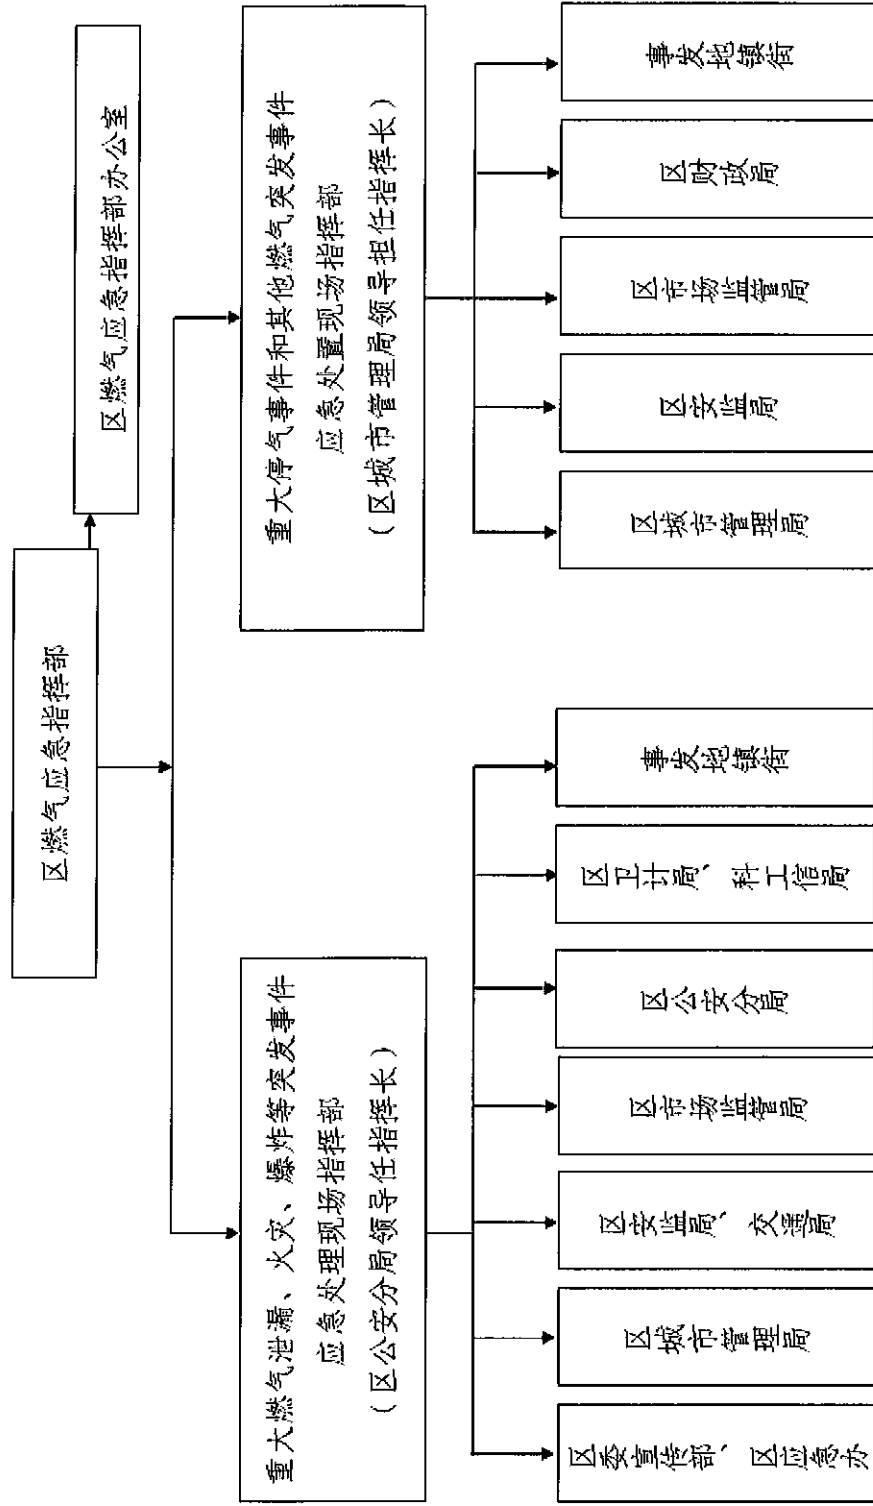 区燃气应急指挥部
区燃气应急指挥部办公室
重大燃气泄漏、火灾、爆炸等突发事件
应急处理现场指挥部
（区公安分局领导任指挥长）
重大停气事件和其他燃气突发事件
应急处置现场指挥部
（区城市管理局领导担任指挥长）
区委宣传部、区应急办
区城市管理局
区安监局、交通局
区市场监管局
区公安分局
区卫计局、科工信局
事发地镇街
区城市管理局
区安监局
区市场监管局
区财政局
事发地镇街